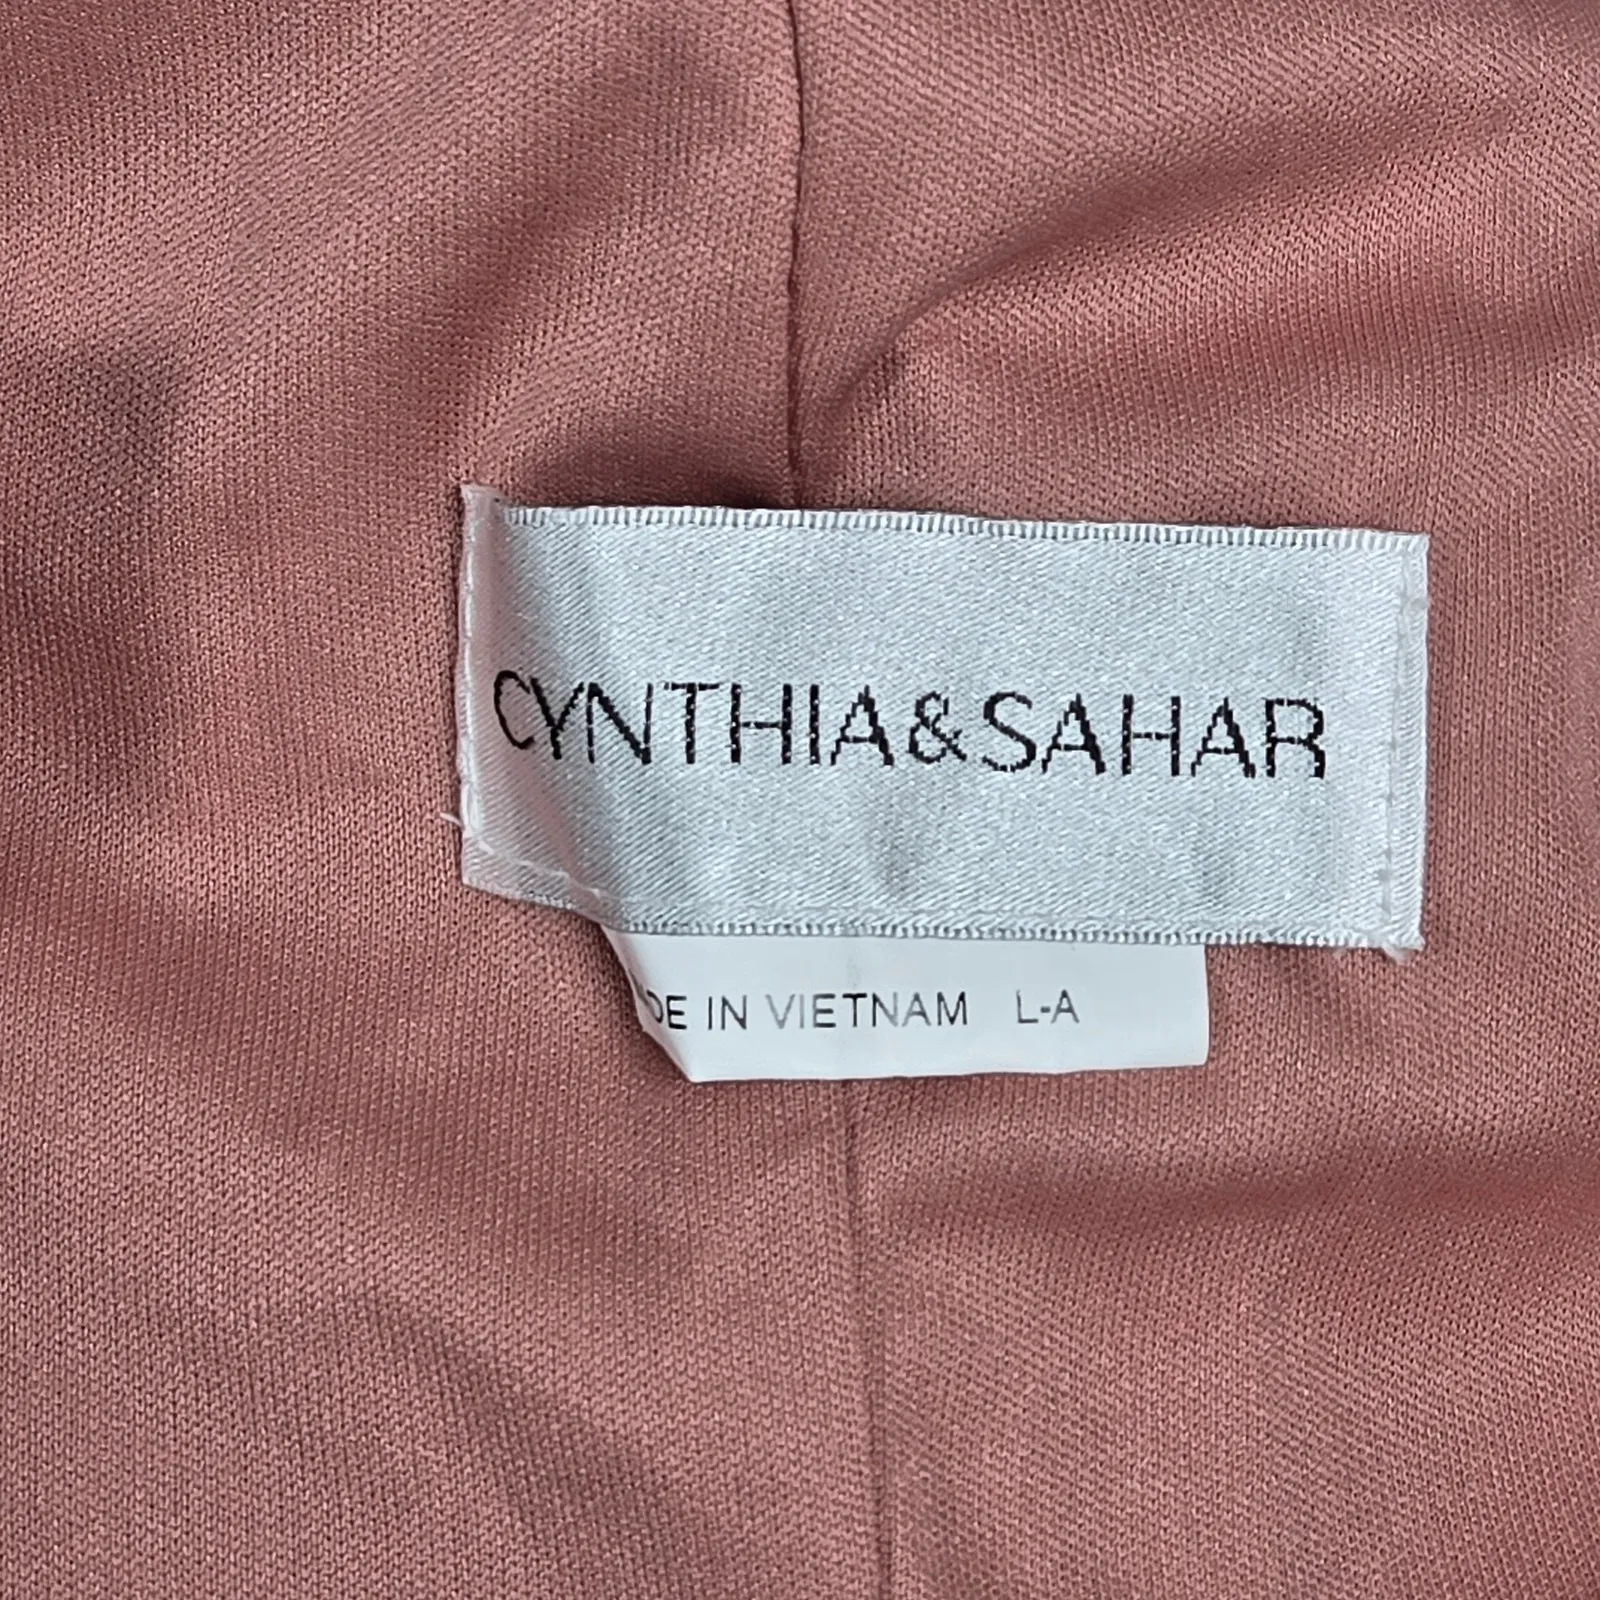 CYNTHIA&SAHAR
DE IN VIETNAM L-A